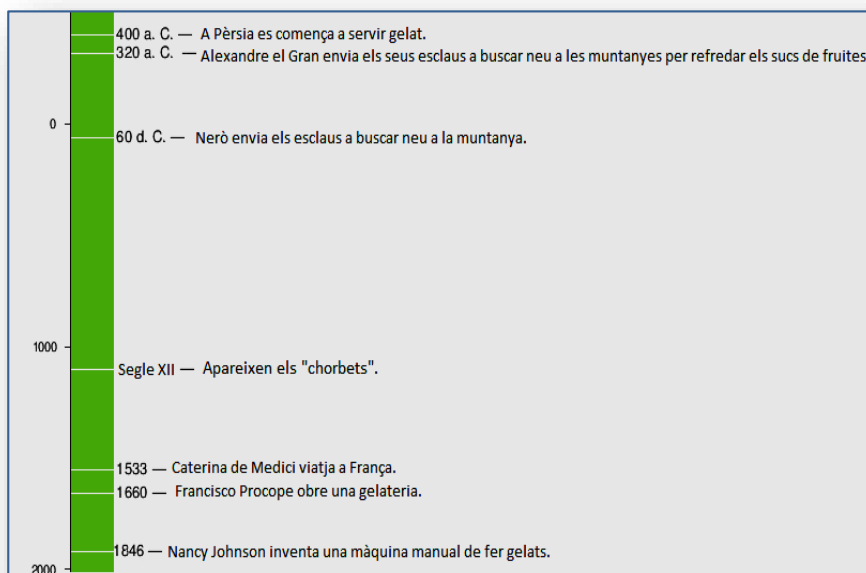 400 a. C. — A Pèrsia es comença a servir gelat.
320 a. C. — Alexandre el Gran envia els seus esclaus a buscar neu a les muntanyes per refredar els sucs de fruites
0
60 d. C. — Nerò envia els esclaus a buscar neu a la muntanya.
1000
Segle XII — Apareixen els "chorbets".
1533 — Caterina de Medici viatja a França.
1660 — Francisco Procope obre una gelateria.
1846 — Nancy Johnson inventa una màquina manual de fer gelats.
2000